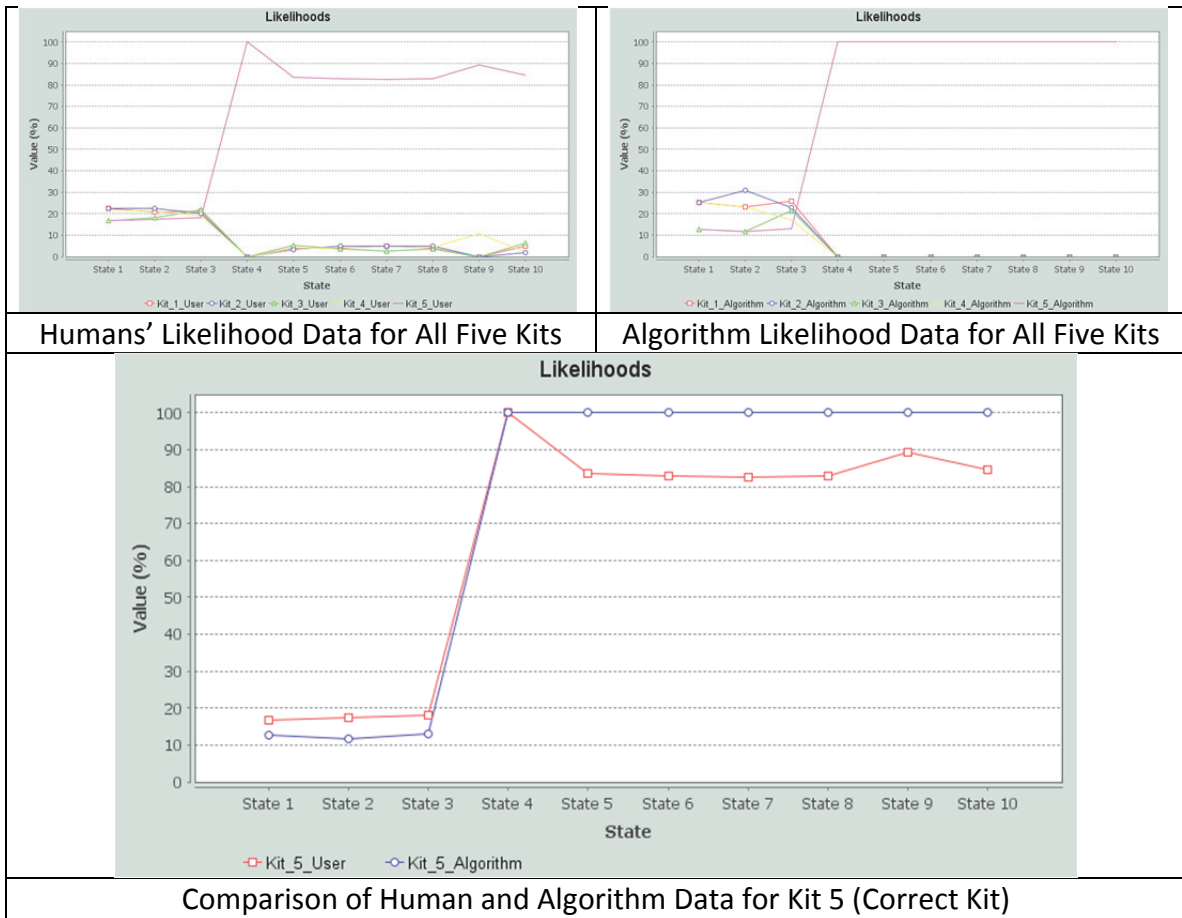 Likelihoods
Value (%)
100
90
80
70
60
50
40
30
20
10
0
State 1 State 2 State 3 State 4 State 5 State 6 State 7 State 8 State 9 State 10
State
Kit_1_User Kit_2_User Kit_3_User Kit_4_User Kit_5_User
Humans’ Likelihood Data for All Five Kits
Likelihoods
Value (%)
100
90
80
70
60
50
40
30
20
10
0
State 1 State 2 State 3 State 4 State 5 State 6 State 7 State 8 State 9 State 10
State
Kit_1_Algorithm Kit_2_Algorithm Kit_3_Algorithm Kit_4_Algorithm Kit_5_Algorithm
Algorithm Likelihood Data for All Five Kits
Likelihoods
Value (%)
100
90
80
70
60
50
40
30
20
10
0
State 1 State 2 State 3 State 4 State 5 State 6 State 7 State 8 State 9 State 10
State
Kit_5_User Kit_5_Algorithm
Comparison of Human and Algorithm Data for Kit 5 (Correct Kit)